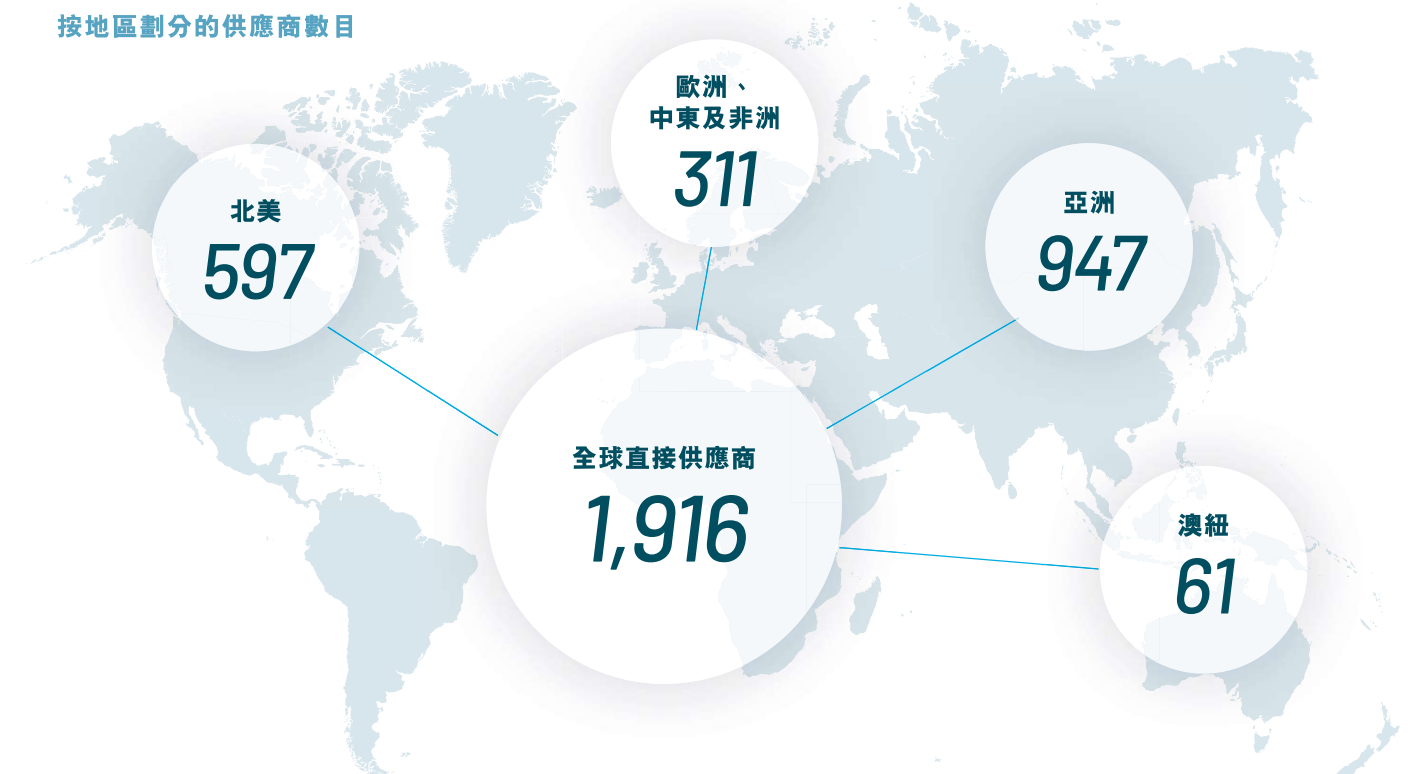 按地區劃分的供應商數目
歐洲、
中東及非洲
311
北美
597
亞洲
947
全球直接供應商
1,916
澳紐
61